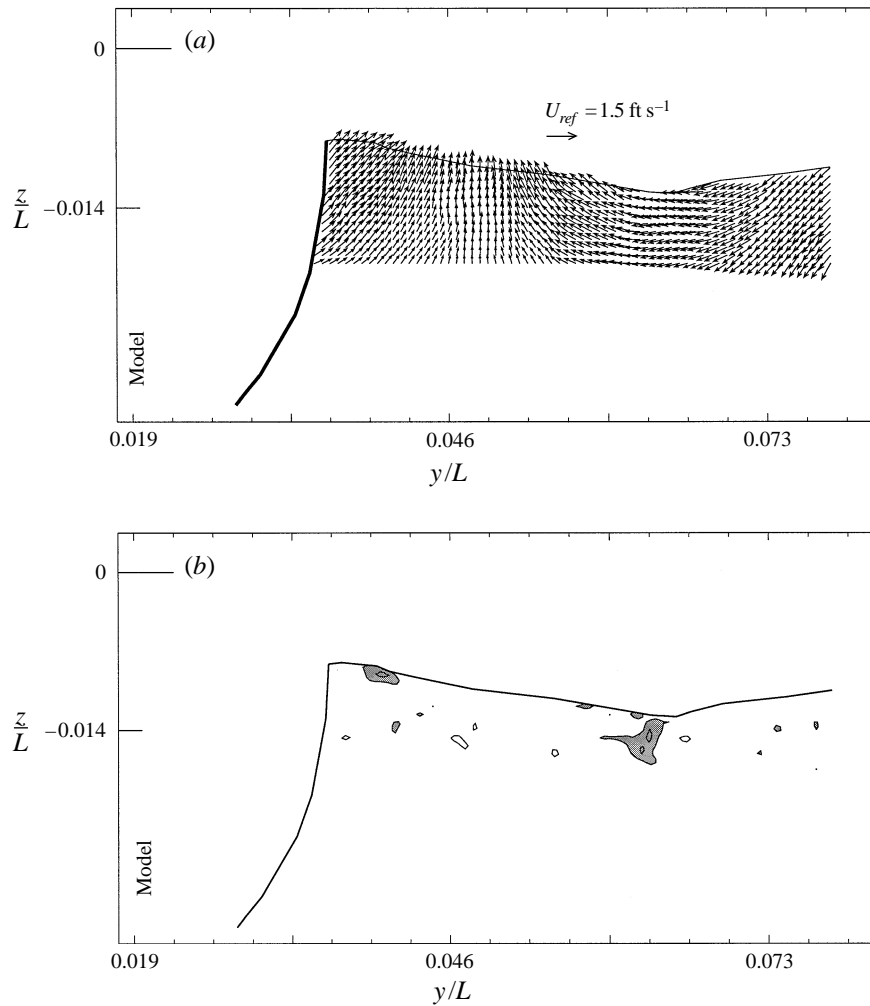 (a)
0
U_ref = 1.5 ft s⁻¹
z/L
−0.014
Model
0.019 0.046 0.073
y/L
(b)
0
z/L
−0.014
Model
0.019 0.046 0.073
y/L